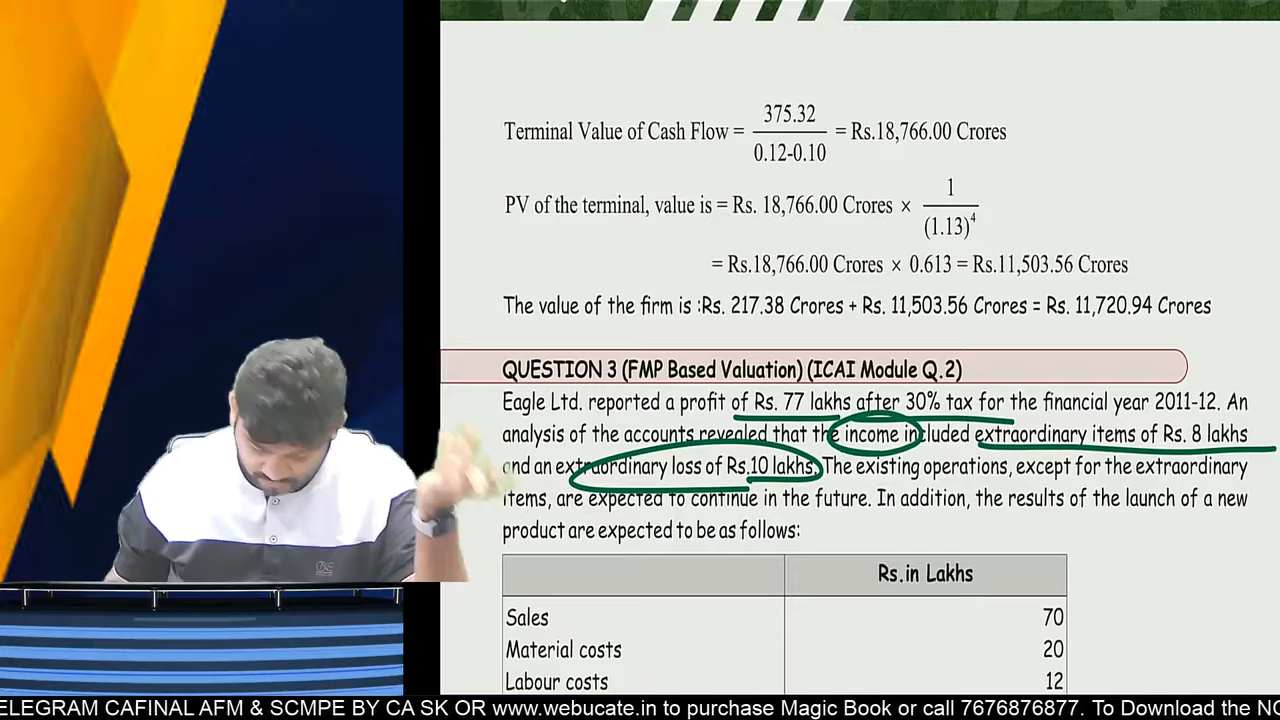 Terminal Value of Cash Flow = 375.32 / 0.12-0.10 = Rs.18,766.00 Crores
PV of the terminal, value is = Rs. 18,766.00 Crores × 1 / (1.13)^4
= Rs.18,766.00 Crores × 0.613 = Rs.11,503.56 Crores
The value of the firm is :Rs. 217.38 Crores + Rs. 11,503.56 Crores = Rs. 11,720.94 Crores
QUESTION 3 (FMP Based Valuation) (ICAI Module Q.2)
Eagle Ltd. reported a profit of Rs. 77 lakhs after 30% tax for the financial year 2011-12. An
analysis of the accounts revealed that the income included extraordinary items of Rs. 8 lakhs
and an extraordinary loss of Rs.10 lakhs. The existing operations, except for the extraordinary
items, are expected to continue in the future. In addition, the results of the launch of a new
product are expected to be as follows:
Rs.in Lakhs
Sales 70
Material costs 20
Labour costs 12
ELEGRAM CAFINAL AFM & SCMPE BY CA SK OR www.webucate.in to purchase Magic Book or call 7676876877. To Download the NO